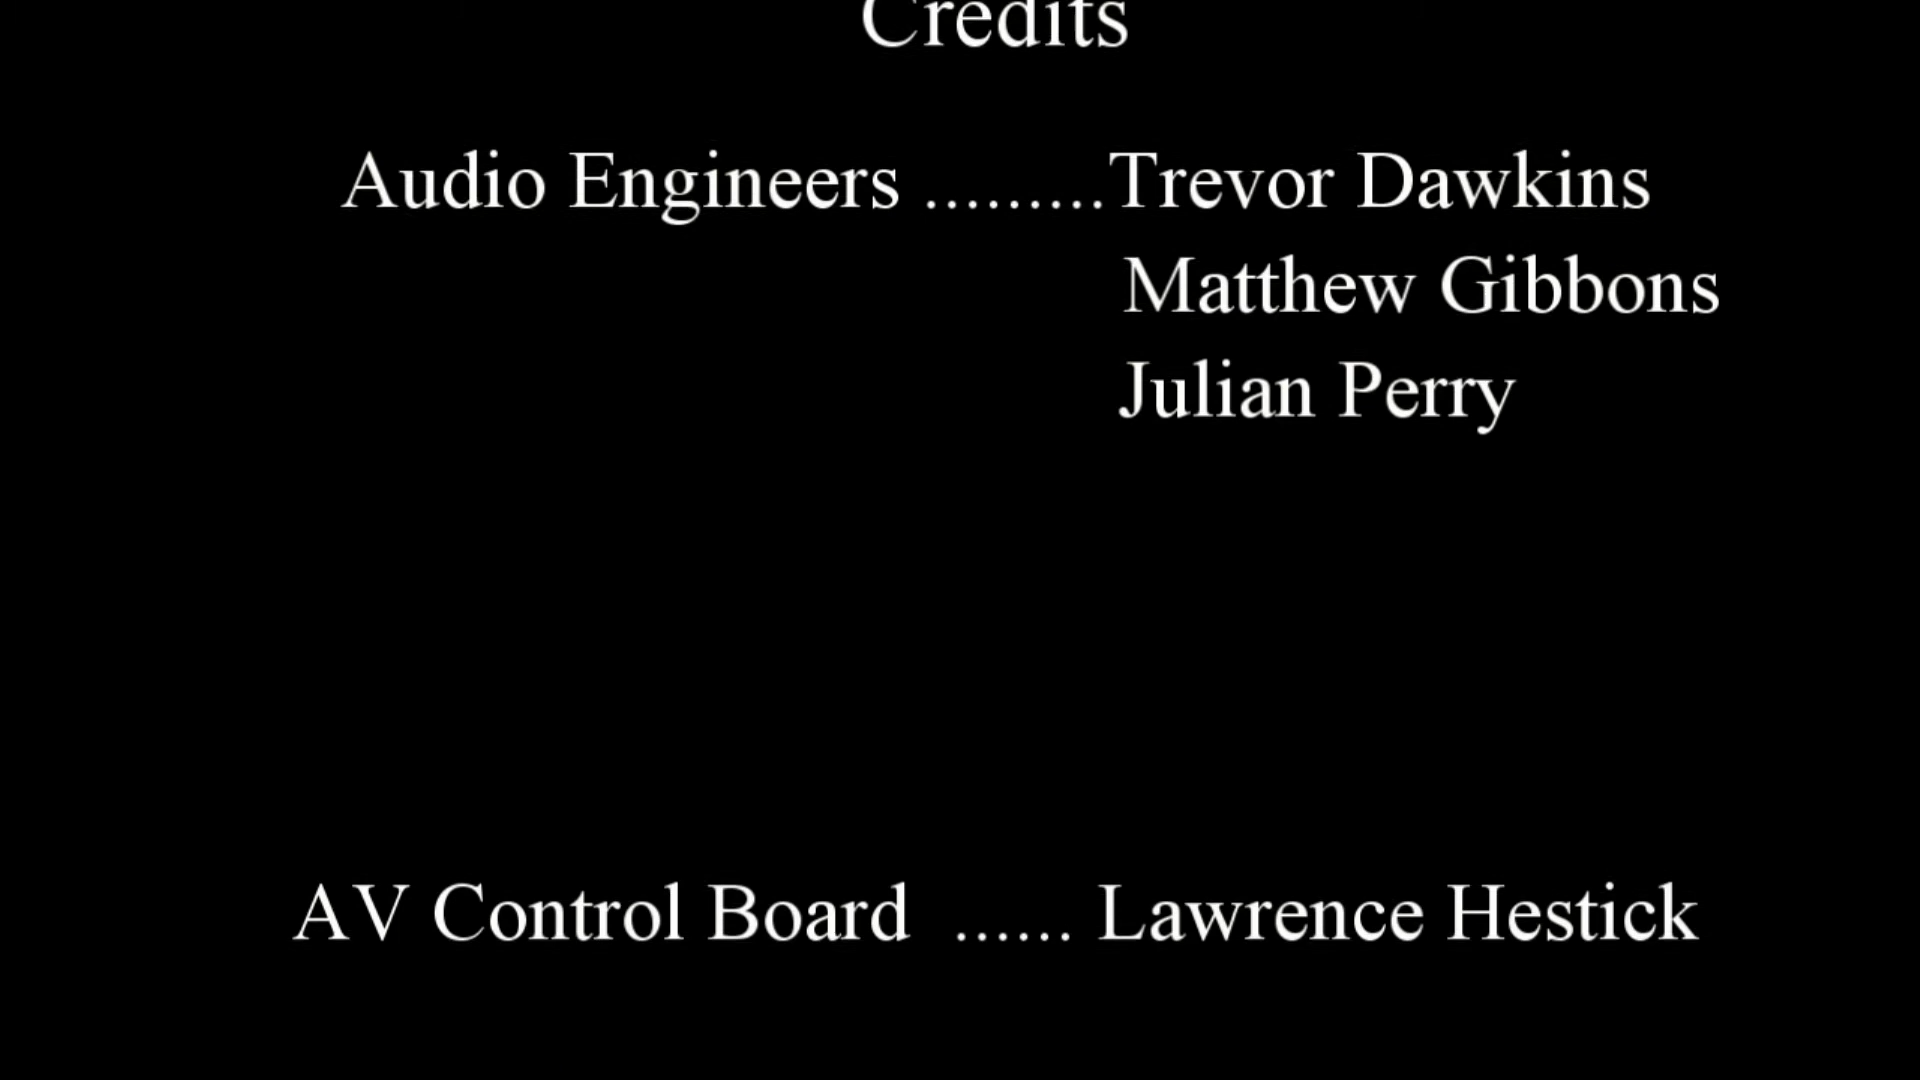 Credits
Audio Engineers .........Trevor Dawkins
Matthew Gibbons
Julian Perry
AV Control Board ...... Lawrence Hestick